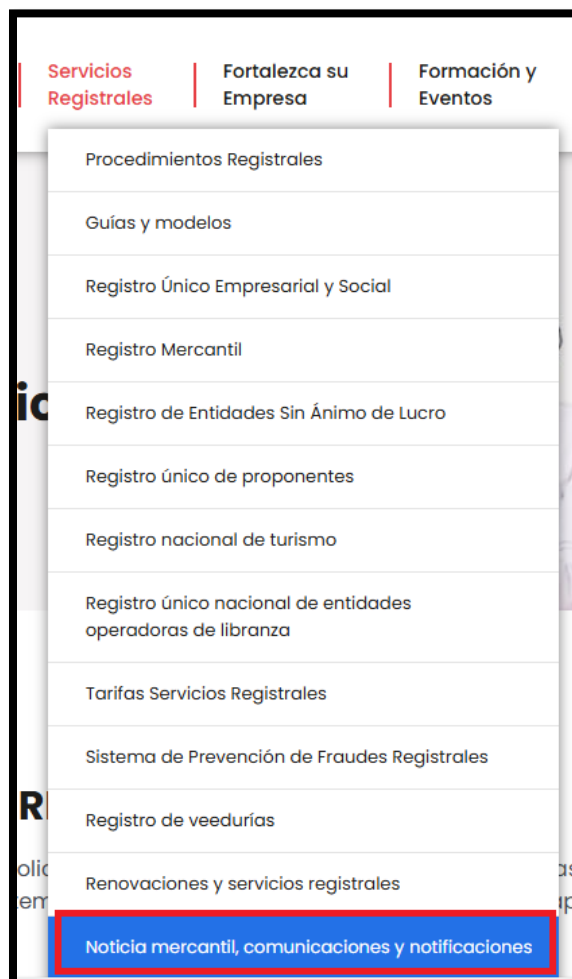 Servicios
Registrales
Fortalezca su
Empresa
Formación y
Eventos
Procedimientos Registrales
Guías y modelos
Registro Único Empresarial y Social
Registro Mercantil
Registro de Entidades Sin Ánimo de Lucro
Registro único de proponentes
Registro nacional de turismo
Registro único nacional de entidades
operadoras de libranza
Tarifas Servicios Registrales
Sistema de Prevención de Fraudes Registrales
Registro de veedurías
Renovaciones y servicios registrales
Noticia mercantil, comunicaciones y notificaciones